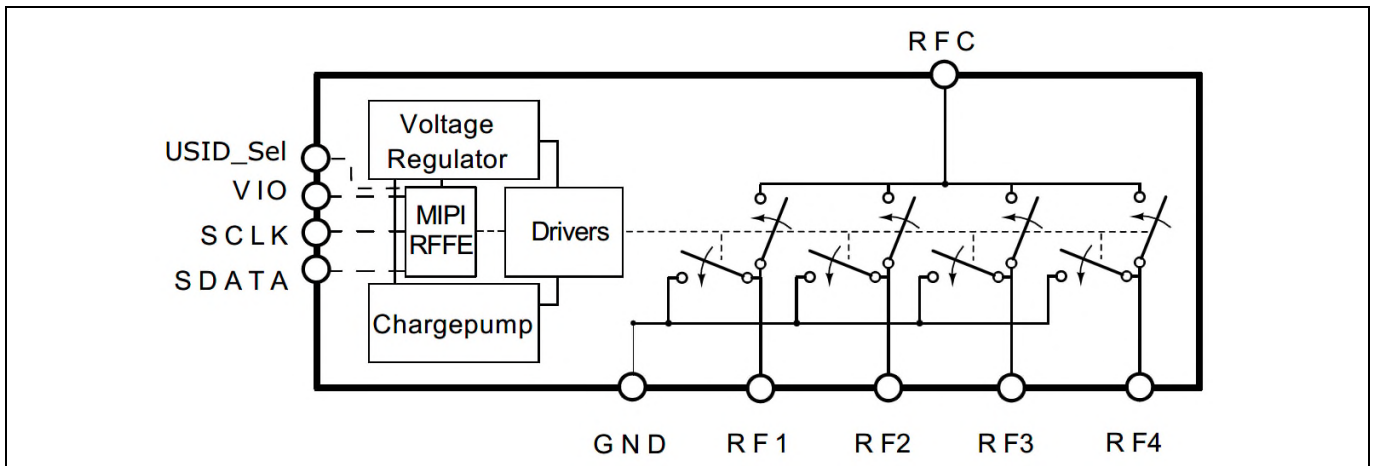 RFC
Voltage
Regulator
USID_Sel
VIO
MIPI
RFFE
Drivers
SCLK
SDATA
Chargepump
GND RF1 RF2 RF3 RF4